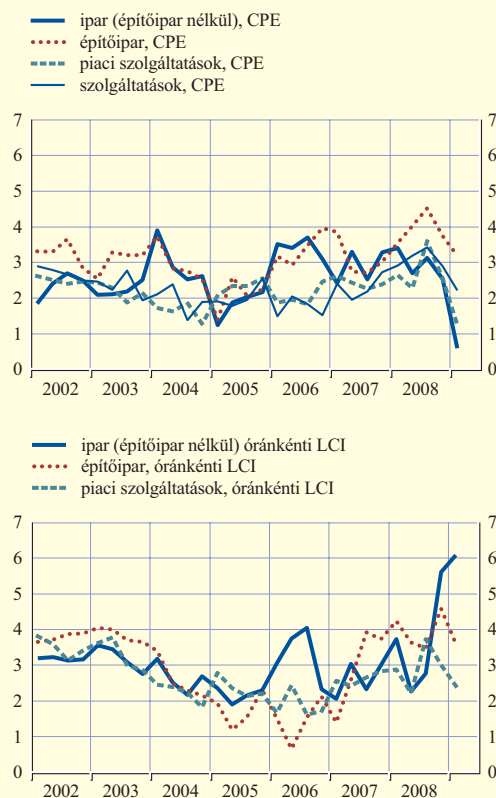 ipar (építőipar nélkül), CPE
építőipar, CPE
piaci szolgáltatások, CPE
szolgáltatások, CPE
7 7
6 6
5 5
4 4
3 3
2 2
1 1
0 0
2002 2003 2004 2005 2006 2007 2008
ipar (építőipar nélkül) óránkénti LCI
építőipar, óránkénti LCI
piaci szolgáltatások, óránkénti LCI
7 7
6 6
5 5
4 4
3 3
2 2
1 1
0 0
2002 2003 2004 2005 2006 2007 2008